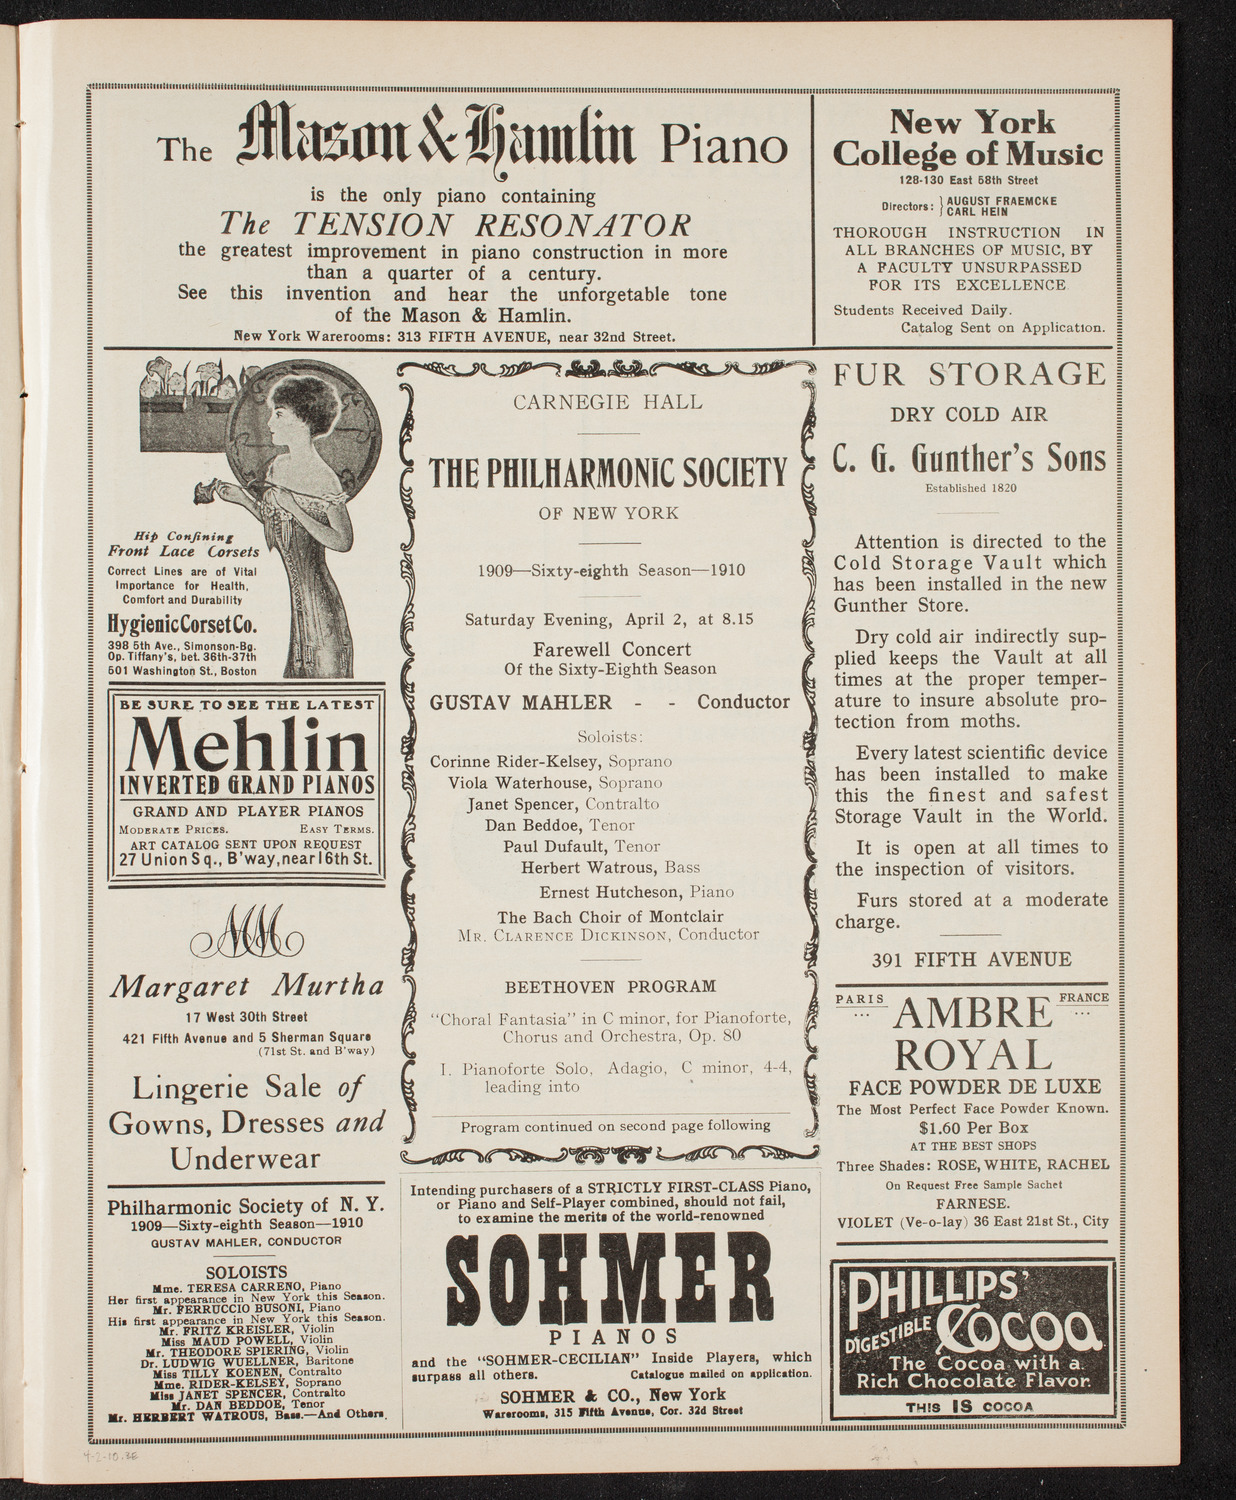 The Mason & Hamlin Piano
is the only piano containing
The TENSION RESONATOR
the greatest improvement in piano construction in more
than a quarter of a century.
See this invention and hear the unforgetable tone
of the Mason & Hamlin.
New York Warerooms: 313 FIFTH AVENUE, near 32nd Street.
New York
College of Music
128-130 East 58th Street
Directors: } AUGUST FRAEMCKE
CARL HEIN
THOROUGH INSTRUCTION IN
ALL BRANCHES OF MUSIC, BY
A FACULTY UNSURPASSED
FOR ITS EXCELLENCE
Students Received Daily.
Catalog Sent on Application.
Hip Confining
Front Lace Corsets
Correct Lines are of Vital
Importance for Health,
Comfort and Durability
Hygienic Corset Co.
398 5th Ave., Simonson-Bg.
Op. Tiffany's, bet. 36th-37th
501 Washington St., Boston
BE SURE TO SEE THE LATEST
Mehlin
INVERTED GRAND PIANOS
GRAND AND PLAYER PIANOS
MODERATE PRICES. EASY TERMS.
ART CATALOG SENT UPON REQUEST
27 Union Sq., B'way, near 16th St.
MM
Margaret Murtha
17 West 30th Street
421 Fifth Avenue and 5 Sherman Square
(71st St. and B'way)
Lingerie Sale of
Gowns, Dresses and
Underwear
Philharmonic Society of N. Y.
1909—Sixty-eighth Season—1910
GUSTAV MAHLER, CONDUCTOR
SOLOISTS
Mme. TERESA CARRENO, Piano
Her first appearance in New York this Season.
Mr. FERRUCCIO BUSONI, Piano
His first appearance in New York this Season.
Mr. FRITZ KREISLER, Violin
Miss MAUD POWELL, Violin
Mr. THEODORE SPIERING, Violin
Dr. LUDWIG WUELLNER, Baritone
Miss TILLY KOENEN, Contralto
Mme. RIDER-KELSEY, Soprano
Miss JANET SPENCER, Contralto
Mr. DAN BEDDOE, Tenor
Mr. HERBERT WATROUS, Bass.—And Others.
CARNEGIE HALL
THE PHILHARMONIC SOCIETY
OF NEW YORK
1909—Sixty-eighth Season—1910
Saturday Evening, April 2, at 8.15
Farewell Concert
Of the Sixty-Eighth Season
GUSTAV MAHLER - - Conductor
Soloists:
Corinne Rider-Kelsey, Soprano
Viola Waterhouse, Soprano
Janet Spencer, Contralto
Dan Beddoe, Tenor
Paul Dufault, Tenor
Herbert Watrous, Bass
Ernest Hutcheson, Piano
The Bach Choir of Montclair
MR. CLARENCE DICKINSON, Conductor
BEETHOVEN PROGRAM
"Choral Fantasia" in C minor, for Pianoforte,
Chorus and Orchestra, Op. 80
I. Pianoforte Solo, Adagio, C minor, 4-4,
leading into
Program continued on second page following
Intending purchasers of a STRICTLY FIRST-CLASS Piano,
or Piano and Self-Player combined, should not fail,
to examine the merits of the world-renowned
SOHMER
PIANOS
and the "SOHMER-CECILIAN" Inside Players, which
surpass all others. Catalogue mailed on application.
SOHMER & CO., New York
Warerooms, 315 Fifth Avenue, Cor. 32d Street
FUR STORAGE
DRY COLD AIR
C. G. Gunther's Sons
Established 1820
Attention is directed to the
Cold Storage Vault which
has been installed in the new
Gunther Store.
Dry cold air indirectly sup-
plied keeps the Vault at all
times at the proper temper-
ature to insure absolute pro-
tection from moths.
Every latest scientific device
has been installed to make
this the finest and safest
Storage Vault in the World.
It is open at all times to
the inspection of visitors.
Furs stored at a moderate
charge.
391 FIFTH AVENUE
PARIS AMBRE FRANCE
ROYAL
FACE POWDER DE LUXE
The Most Perfect Face Powder Known.
$1.60 Per Box
AT THE BEST SHOPS
Three Shades: ROSE, WHITE, RACHEL
On Request Free Sample Sachet
FARNESE.
VIOLET (Ve-o-lay) 36 East 21st St., City
PHILLIPS'
DIGESTIBLE COCOA
The Cocoa with a
Rich Chocolate Flavor.
THIS IS COCOA
4-2-10.3E